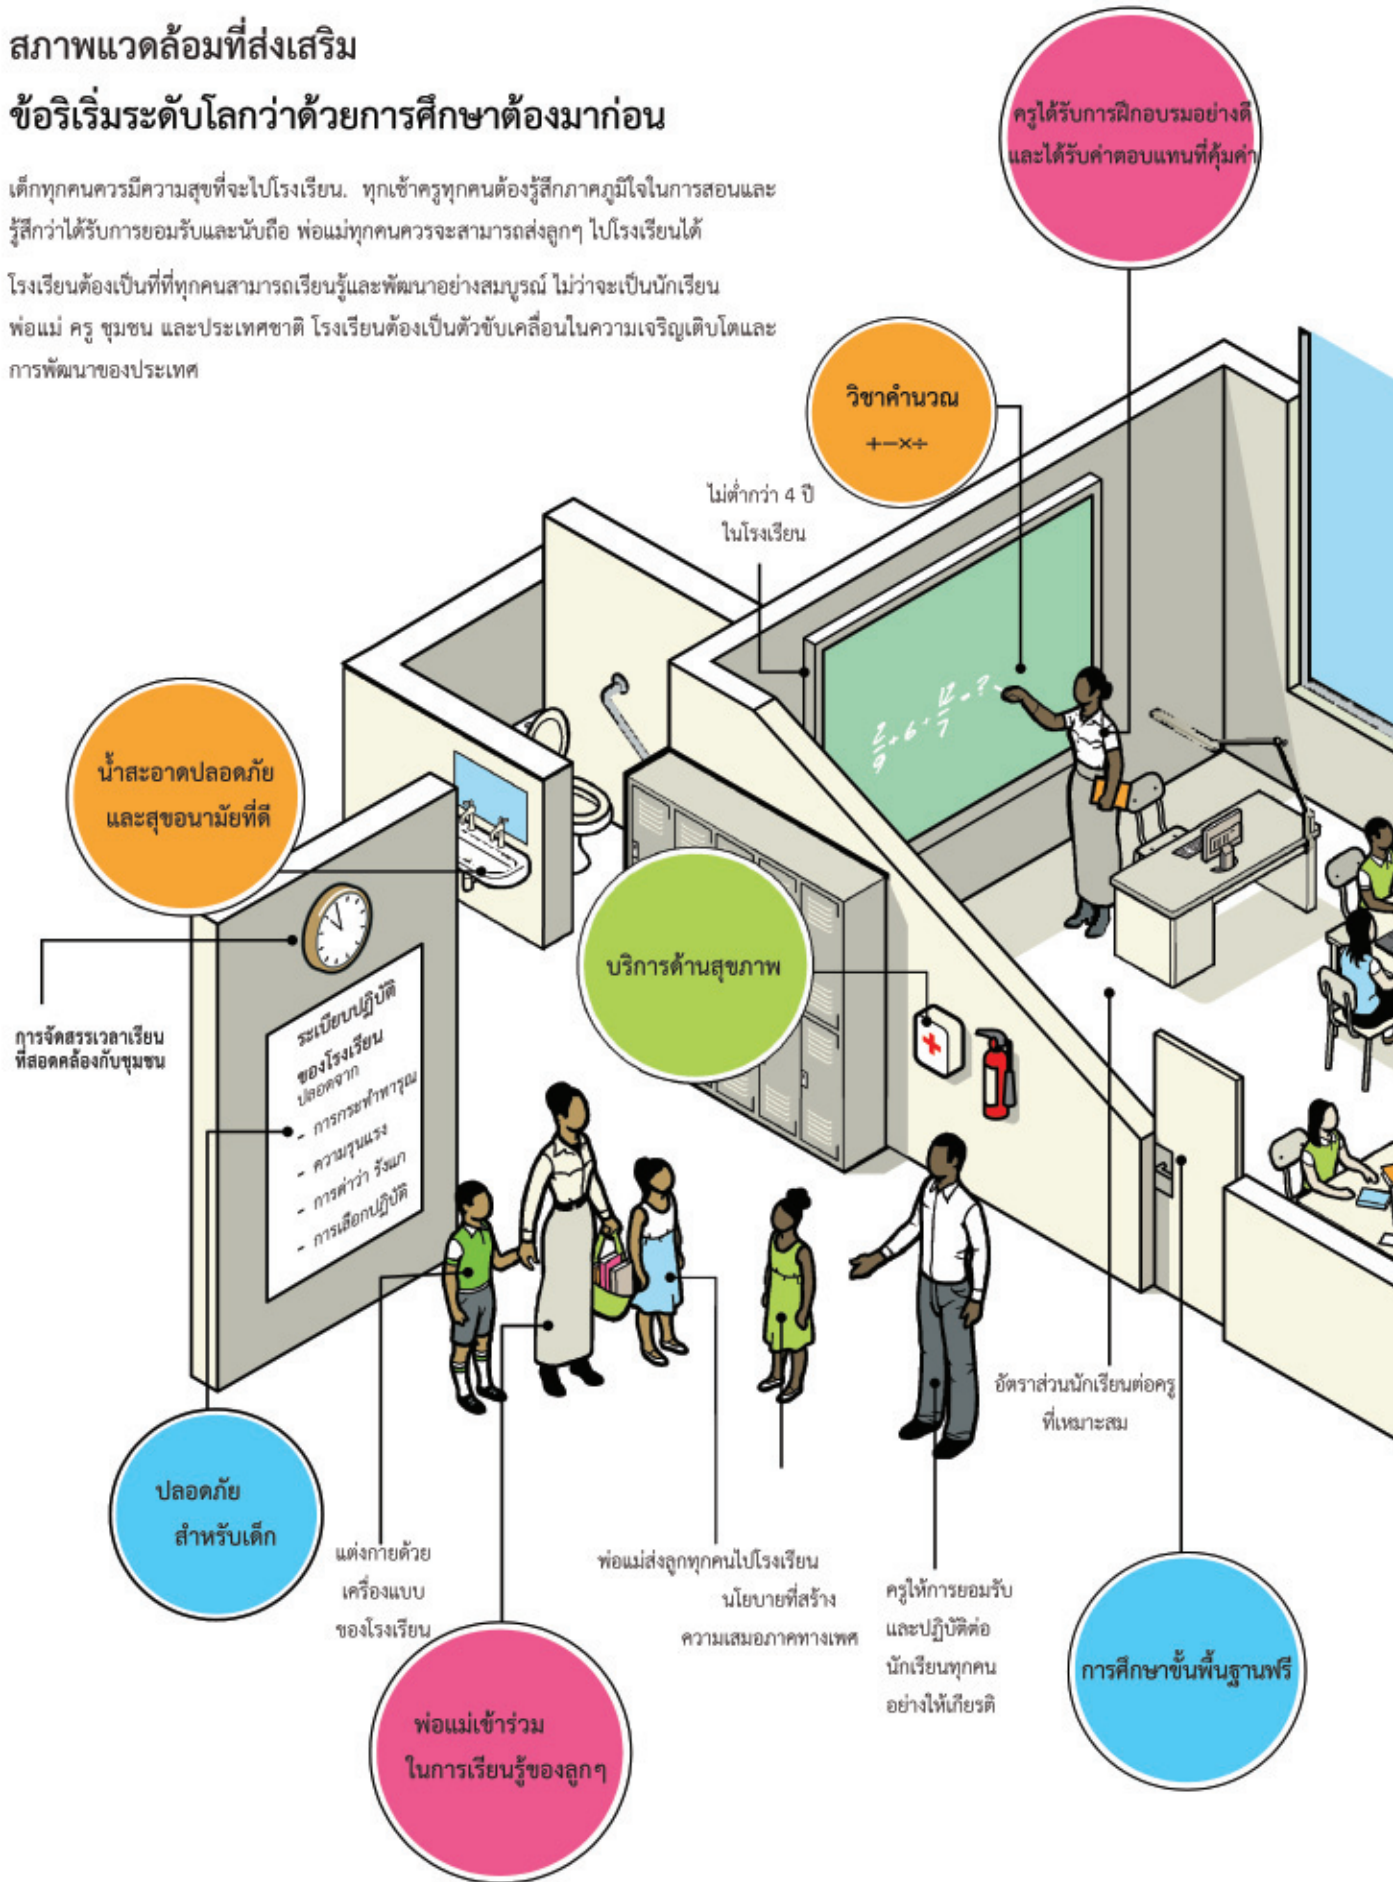 สภาพแวดล้อมที่ส่งเสริม
ข้อริเริ่มระดับโลกว่าด้วยการศึกษาต้องมาก่อน
เด็กทุกคนควรมีความสุขที่จะไปโรงเรียน. ทุกเช้าครูทุกคนต้องรู้สึกภาคภูมิใจในการสอนและ
รู้สึกว่าได้รับการยอมรับและนับถือ พ่อแม่ทุกคนควรจะสามารถส่งลูกๆ ไปโรงเรียนได้
โรงเรียนต้องเป็นที่ที่ทุกคนสามารถเรียนรู้และพัฒนาอย่างสมบูรณ์ ไม่ว่าจะเป็นนักเรียน
พ่อแม่ ครู ชุมชน และประเทศชาติ โรงเรียนต้องเป็นตัวขับเคลื่อนในความเจริญเติบโตและ
การพัฒนาของประเทศ
ครูได้รับการฝึกอบรมอย่างดี
และได้รับค่าตอบแทนที่คุ้มค่า
วิชาคำนวณ
+−×÷
ไม่ต่ำกว่า 4 ปี
ในโรงเรียน
2/9 + 6 + 12/7 = ?
น้ำสะอาดปลอดภัย
และสุขอนามัยที่ดี
บริการด้านสุขภาพ
การจัดสรรเวลาเรียน
ที่สอดคล้องกับชุมชน
ระเบียบปฏิบัติ
ของโรงเรียน
ปลอดจาก
- การกระทำทารุณ
- ความรุนแรง
- การด่าว่า รังแก
- การเลือกปฏิบัติ
อัตราส่วนนักเรียนต่อครู
ที่เหมาะสม
ปลอดภัย
สำหรับเด็ก
แต่งกายด้วย
เครื่องแบบ
ของโรงเรียน
พ่อแม่ส่งลูกทุกคนไปโรงเรียน
นโยบายที่สร้าง
ความเสมอภาคทางเพศ
ครูให้การยอมรับ
และปฏิบัติต่อ
นักเรียนทุกคน
อย่างให้เกียรติ
การศึกษาขั้นพื้นฐานฟรี
พ่อแม่เข้าร่วม
ในการเรียนรู้ของลูกๆ